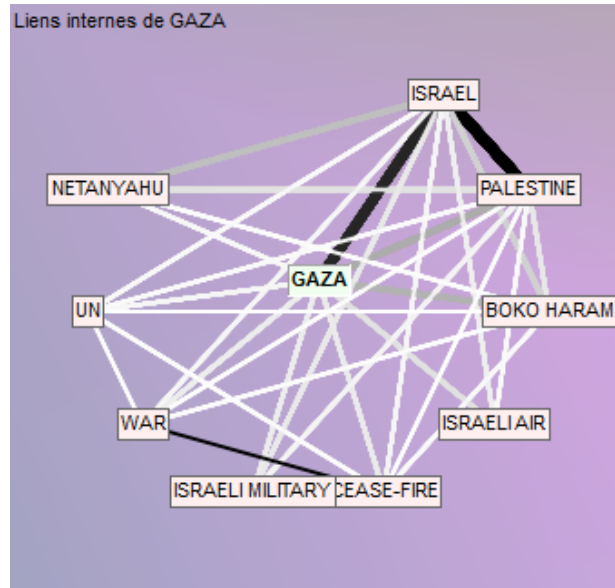 Liens internes de GAZA
ISRAEL
NETANYAHU
PALESTINE
GAZA
UN
BOKO HARAM
WAR
ISRAELI AIR
ISRAELI MILITARY
CEASE-FIRE